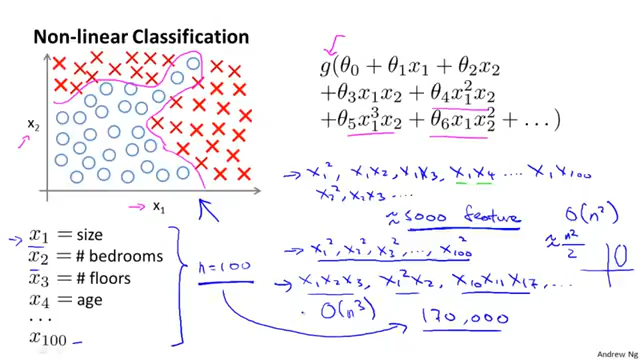 Non-linear Classification
x₂
x₁
g(θ₀ + θ₁x₁ + θ₂x₂
+θ₃x₁x₂ + θ₄x₁²x₂
+θ₅x₁³x₂ + θ₆x₁x₂² + …)
→ x₁², x₁x₂, x₁x₃, x₁x₄ …. x₁x₁₀₀
x₂², x₂x₃ …
≈ 5000 feature
O(n²)
≈ n²/2
→ x₁², x₂², x₃², …, x₁₀₀²
→ x₁x₂x₃, x₁²x₂, x₁₀x₁₁x₁₇, …
O(n³)
170,000
→ x₁ = size
x₂ = # bedrooms
x₃ = # floors
x₄ = age
…
x₁₀₀
n=100
Andrew Ng